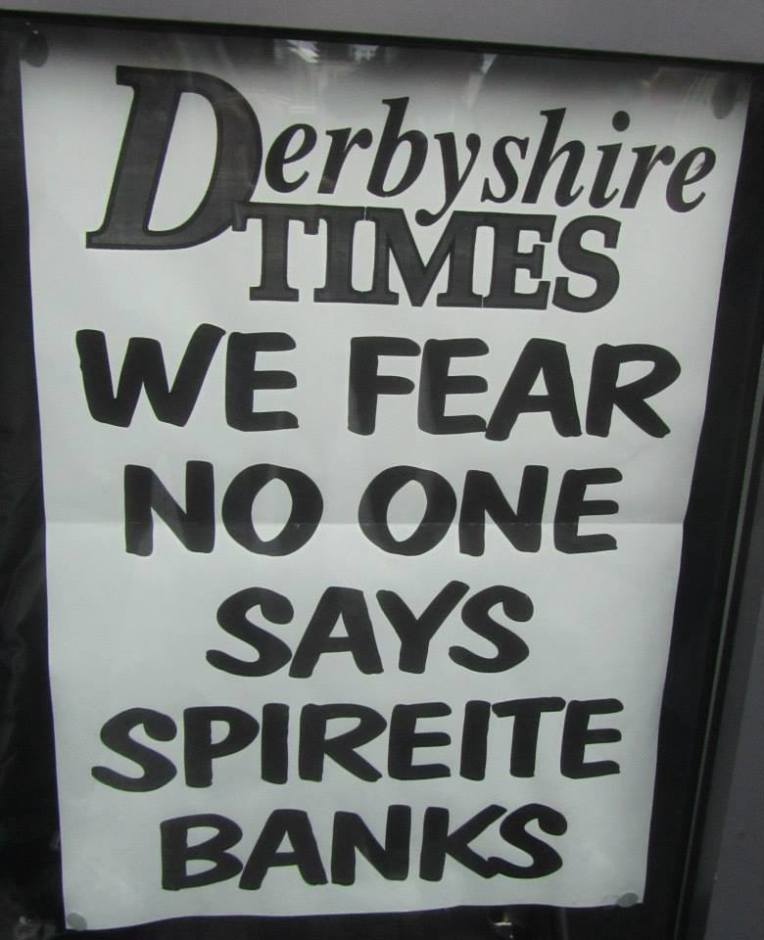 Derbyshire
TIMES
WE FEAR
NO ONE
SAYS
SPIREITE
BANKS